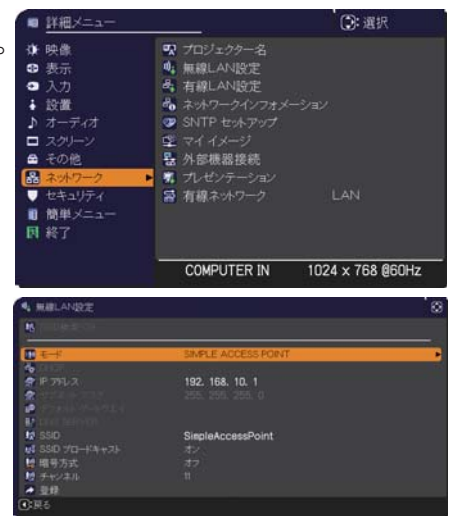 。
詳細メニュー
:選択
映像
表示
入力
設置
オーディオ
スクリーン
その他
ネットワーク
セキュリティ
簡単メニュー
終了
プロジェクター名
無線LAN設定
有線LAN設定
ネットワークインフォメーション
SNTP セットアップ
マイ イメージ
外部機器接続
プレゼンテーション
有線ネットワーク LAN
COMPUTER IN 1024 x 768 @60Hz
無線LAN設定
モード SIMPLE ACCESS POINT
DHCP
IP アドレス 192. 168. 10. 1
255. 255. 255. 0
SSID SimpleAccessPoint
SSID ブロードキャスト オン
暗号方式 オフ
チャンネル 11
登録
:戻る